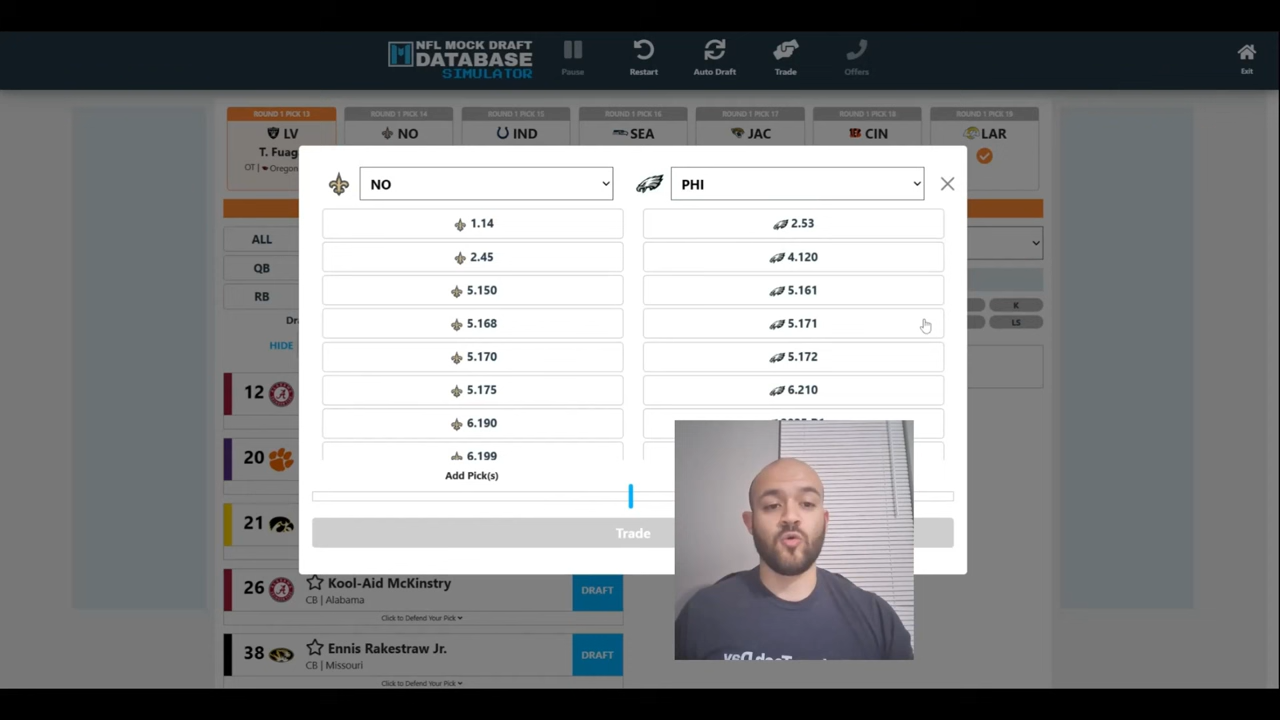 NFL MOCK DRAFT
DATABASE
SIMULATOR
Pause
Restart
Auto Draft
Trade
Offers
Exit
ROUND 1 PICK 13
LV
T. Fuag
OT | Oregon
ROUND 1 PICK 14
NO
ROUND 1 PICK 15
IND
ROUND 1 PICK 16
SEA
ROUND 1 PICK 17
JAC
ROUND 1 PICK 18
CIN
ROUND 1 PICK 19
LAR
NO
PHI
1.14
2.45
5.150
5.168
5.170
5.175
6.190
6.199
2.53
4.120
5.161
5.171
5.172
6.210
Add Pick(s)
Trade
ALL
QB
RB
HIDE
K
LS
12
20
21
26
Kool-Aid McKinstry
CB | Alabama
DRAFT
Click to Defend Your Pick
38
Ennis Rakestraw Jr.
CB | Missouri
DRAFT
Click to Defend Your Pick